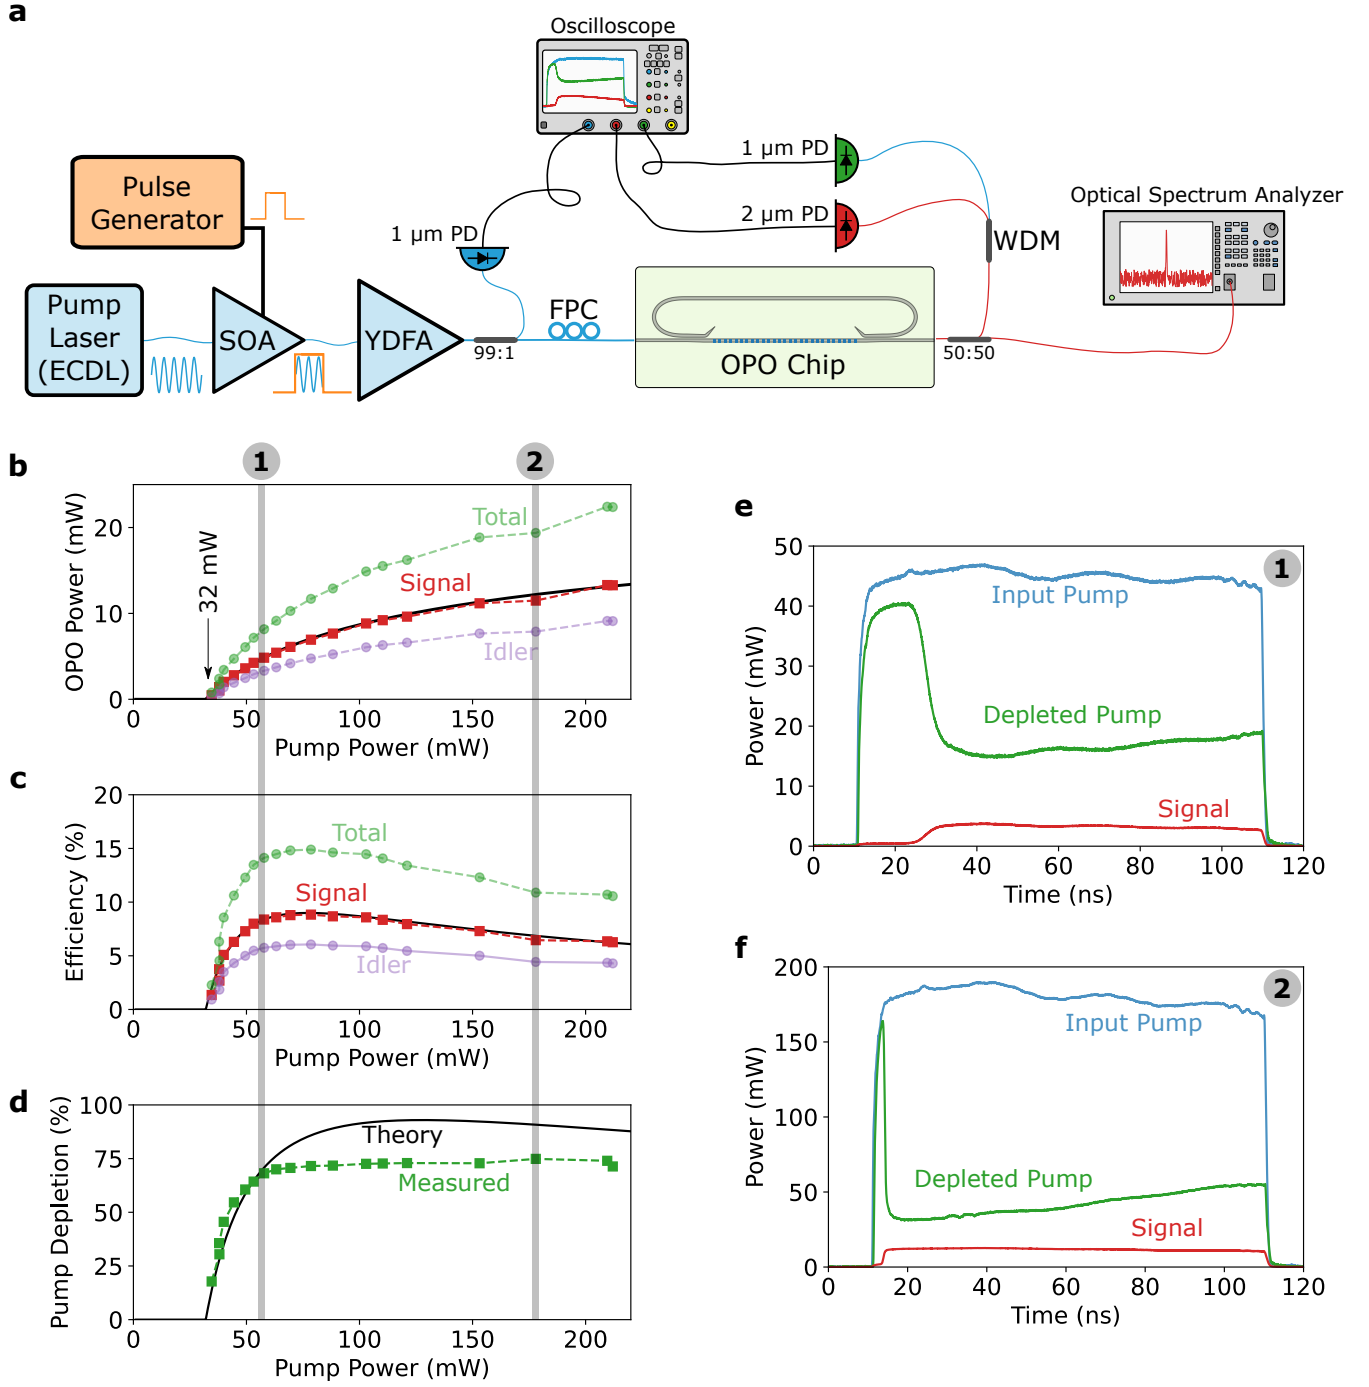 a
Oscilloscope
Pulse
Generator
1 µm PD
1 µm PD
2 µm PD
Optical Spectrum Analyzer
WDM
Pump
Laser
(ECDL)
SOA
YDFA
99:1
FPC
OPO Chip
50:50
b
1
2
OPO Power (mW)
20
10
0
32 mW
Total
Signal
Idler
0 50 100 150 200
Pump Power (mW)
c
Efficiency (%)
20
15
10
5
0
Total
Signal
Idler
0 50 100 150 200
Pump Power (mW)
d
Pump Depletion (%)
100
75
50
25
0
Theory
Measured
0 50 100 150 200
Pump Power (mW)
e
1
Power (mW)
50
40
30
20
10
0
Input Pump
Depleted Pump
Signal
0 20 40 60 80 100 120
Time (ns)
f
2
Power (mW)
200
150
100
50
0
Input Pump
Depleted Pump
Signal
0 20 40 60 80 100 120
Time (ns)